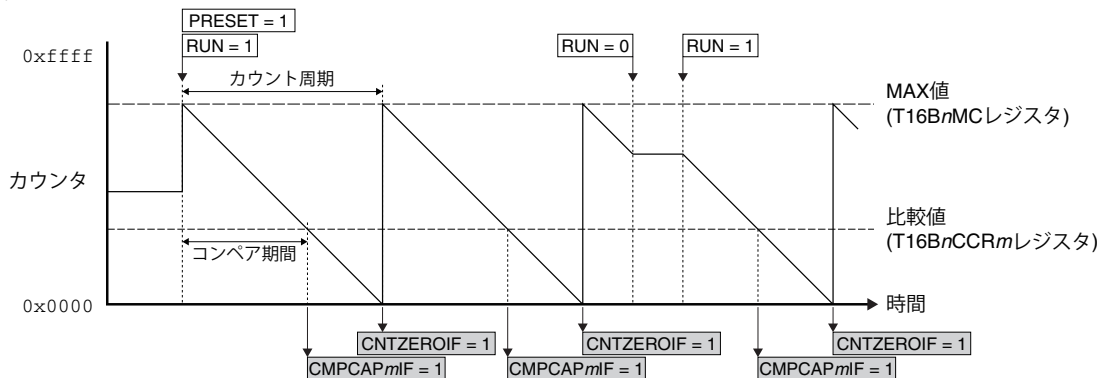 PRESET = 1
RUN = 1
RUN = 0
RUN = 1
0xffff
カウント周期
MAX値
(T16BnMCレジスタ)
カウンタ
比較値
(T16BnCCRmレジスタ)
コンペア期間
0x0000
時間
CNTZEROIF = 1
CNTZEROIF = 1
CNTZEROIF = 1
CMPCAPmIF = 1
CMPCAPmIF = 1
CMPCAPmIF = 1